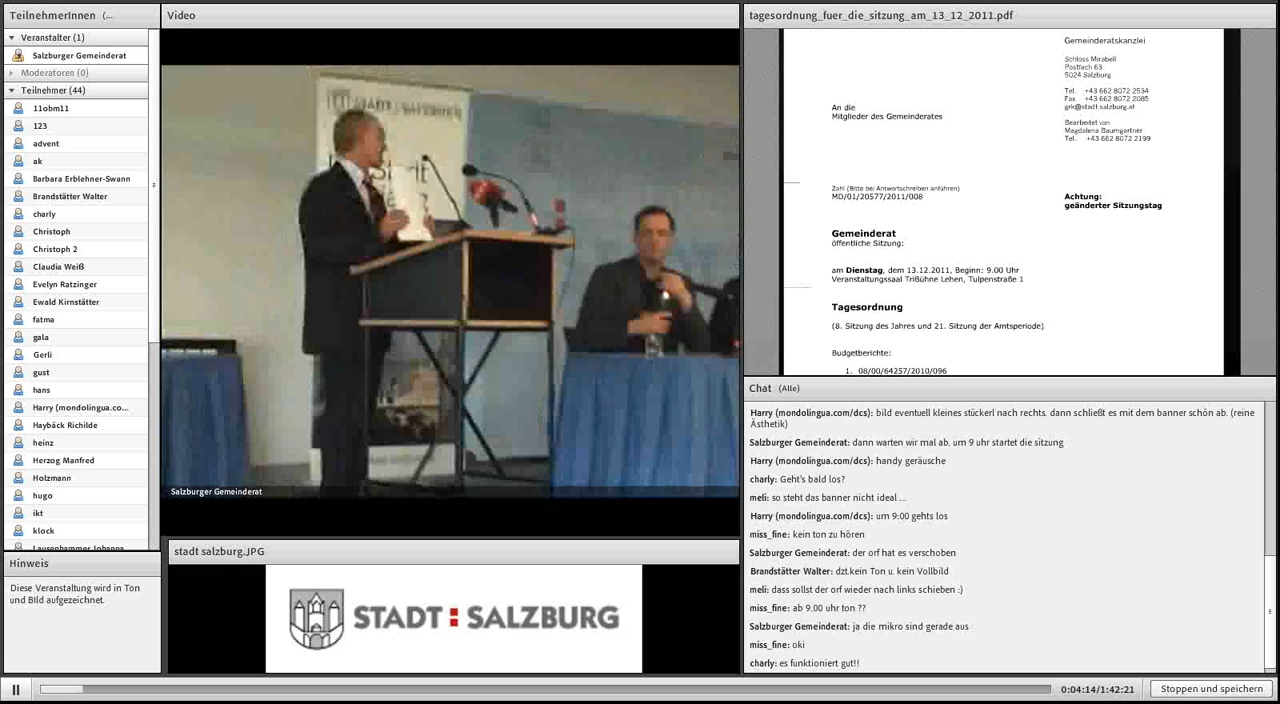 TeilnehmerInnen (...
Veranstalter (1)
Salzburger Gemeinderat
Moderatoren (0)
Teilnehmer (44)
11obm11
123
advent
ak
Barbara Erblehner-Swann
Brandstätter Walter
charly
Christoph
Christoph 2
Claudia Weiß
Evelyn Ratzinger
Ewald Kirnstätter
fatma
gala
Gerli
gust
hans
Harry (mondolingua.co...
Haybäck Richilde
heinz
Herzog Manfred
Holzmann
hugo
ikt
klock
Lausenhammer Johanna
Hinweis
Diese Veranstaltung wird in Ton
und BIld aufgezeichnet.
Video
STADT SALZBURG
Salzburger Gemeinderat
stadt salzburg.JPG
STADT:SALZBURG
tagesordnung_fuer_die_sitzung_am_13_12_2011.pdf
Gemeinderatskanzlei
Schloss Mirabell
Postfach 63
5024 Salzburg
Tel. +43 662 8072 2534
Fax +43 662 8072 2085
grk@stadt-salzburg.at
Bearbeitet von
Magdalena Baumgartner
Tel. +43 662 8072 2199
An die
Mitglieder des Gemeinderates
Zahl (Bitte bei Antwortschreiben anführen)
MD/01/20577/2011/008
Achtung:
geänderter Sitzungstag
Gemeinderat
öffentliche Sitzung:
am Dienstag, dem 13.12.2011, Beginn: 9.00 Uhr
Veranstaltungssaal TriBühne Lehen, Tulpenstraße 1
Tagesordnung
(8. Sitzung des Jahres und 21. Sitzung der Amtsperiode)
Budgetberichte:
1. 08/00/64257/2010/096
Chat (Alle)
Harry (mondolingua.com/dcs): bild eventuell kleines stückerl nach rechts. dann schließt es mit dem banner schön ab. (reine
Ästhetik)
Salzburger Gemeinderat: dann warten wir mal ab. um 9 uhr startet die sitzung
Harry (mondolingua.com/dcs): handy geräusche
charly: Geht's bald los?
meli: so steht das banner nicht ideal ...
Harry (mondolingua.com/dcs): um 9:00 gehts los
miss_fine: kein ton zu hören
Salzburger Gemeinderat: der orf hat es verschoben
Brandstätter Walter: dzt.kein Ton u. kein Vollbild
meli: dass sollst der orf wieder nach links schieben :)
miss_fine: ab 9.00 uhr ton ??
Salzburger Gemeinderat: ja die mikro sind gerade aus
miss_fine: oki
charly: es funktioniert gut!!
0:04:14/1:42:21
Stoppen und speichern